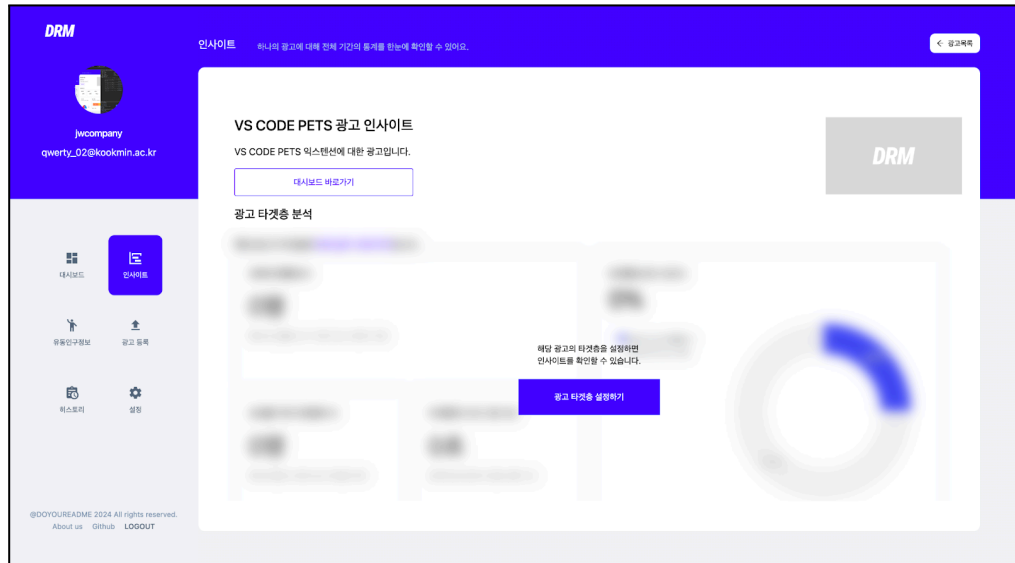 DRM
인사이트
하나의 광고에 대해 전체 기간의 통계를 한눈에 확인할 수 있어요.
← 광고목록
jwcompany
qwerty_02@kookmin.ac.kr
VS CODE PETS 광고 인사이트
VS CODE PETS 익스텐션에 대한 광고입니다.
대시보드 바로가기
DRM
광고 타겟층 분석
대시보드
인사이트
유동인구정보
광고 등록
히스토리
설정
해당 광고의 타겟층을 설정하면
인사이트를 확인할 수 있습니다.
광고 타겟층 설정하기
@DOYOUREADME 2024 All rights reserved.
About us Github LOGOUT